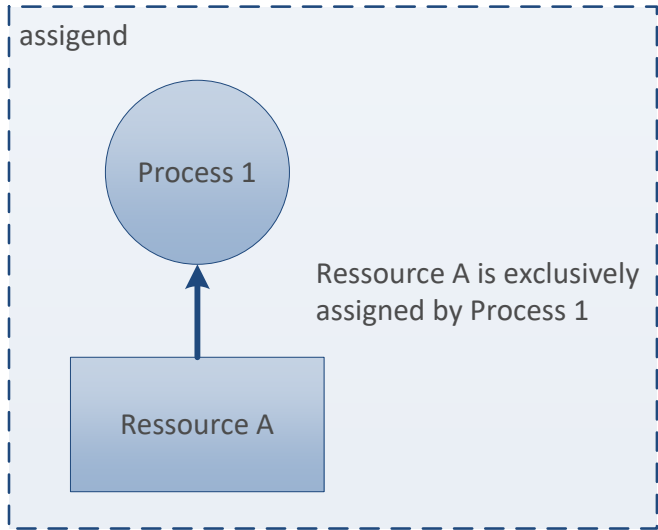 assigend
Process 1
Ressource A is exclusively
assigned by Process 1
Ressource A